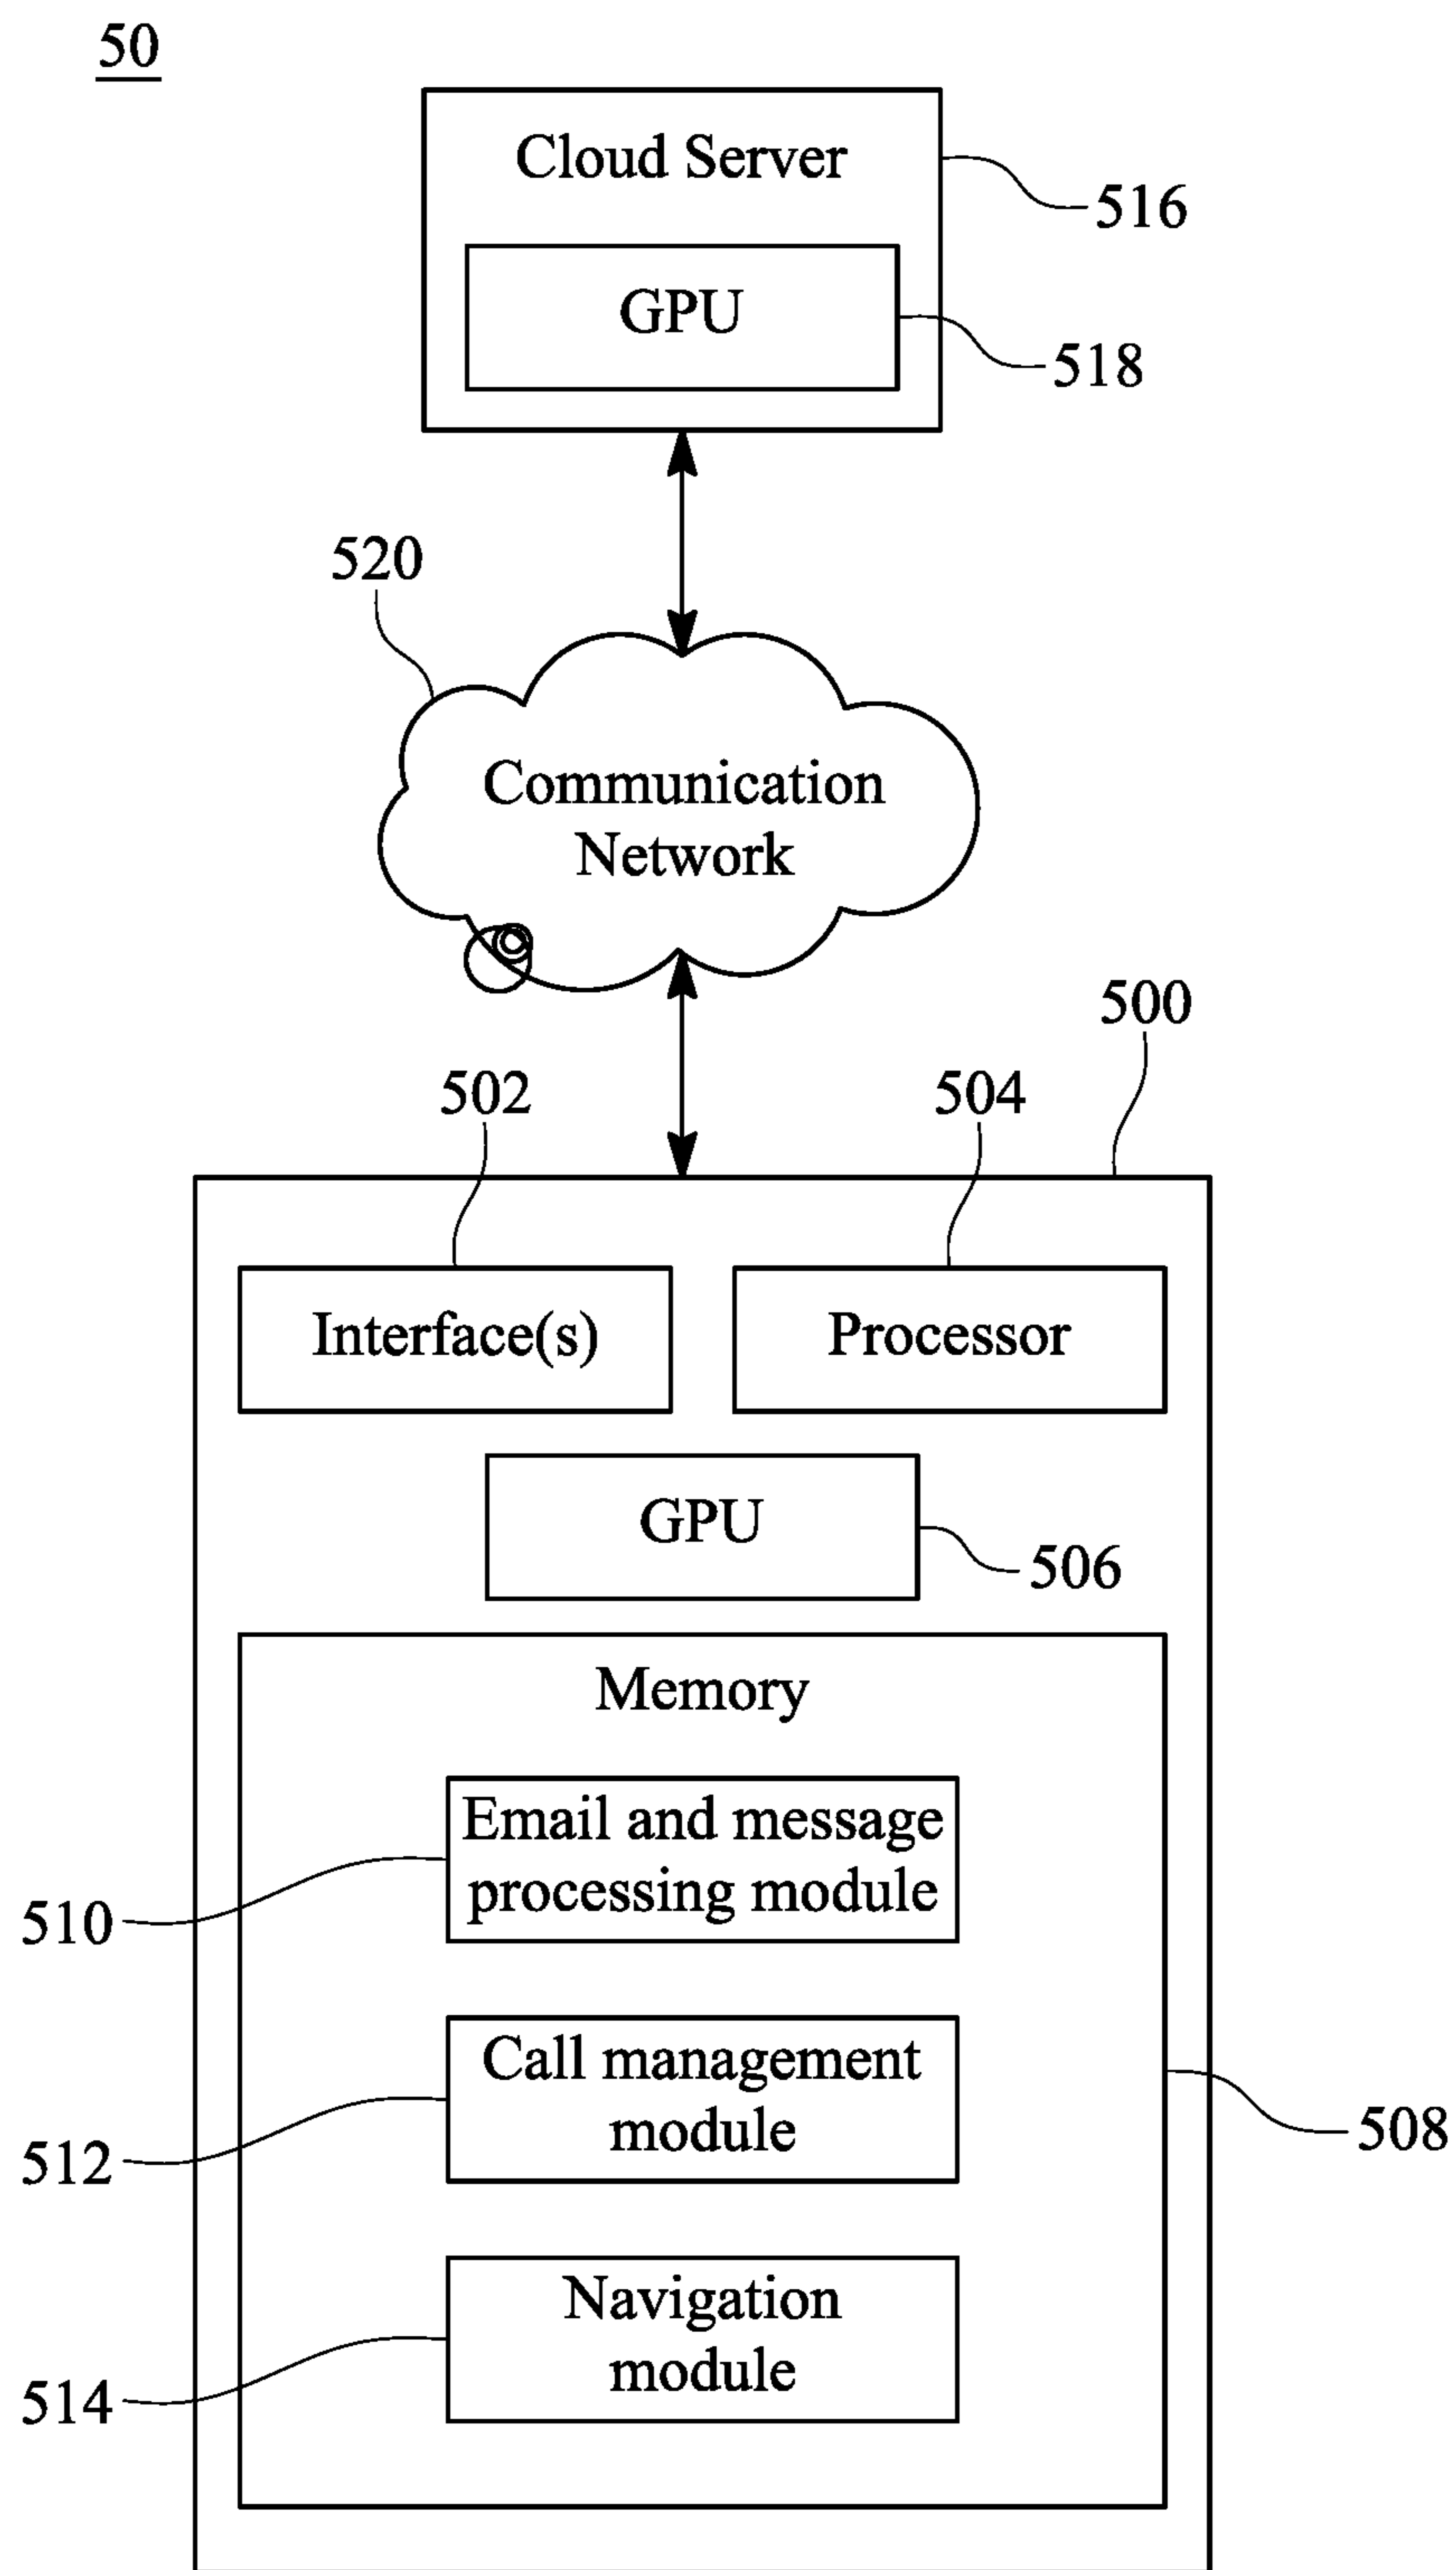 50
Cloud Server
516
GPU
518
520
Communication
Network
500
502
504
Interface(s)
Processor
GPU
506
Memory
Email and message
processing module
510
Call management
module
508
512
Navigation
module
514